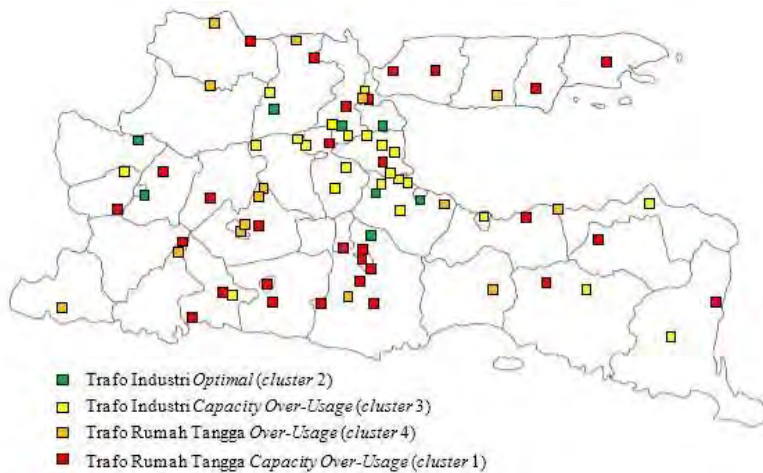 Trafo Industri Optimal (cluster 2)
Trafo Industri Capacity Over-Usage (cluster 3)
Trafo Rumah Tangga Over-Usage (cluster 4)
Trafo Rumah Tangga Capacity Over-Usage (cluster 1)